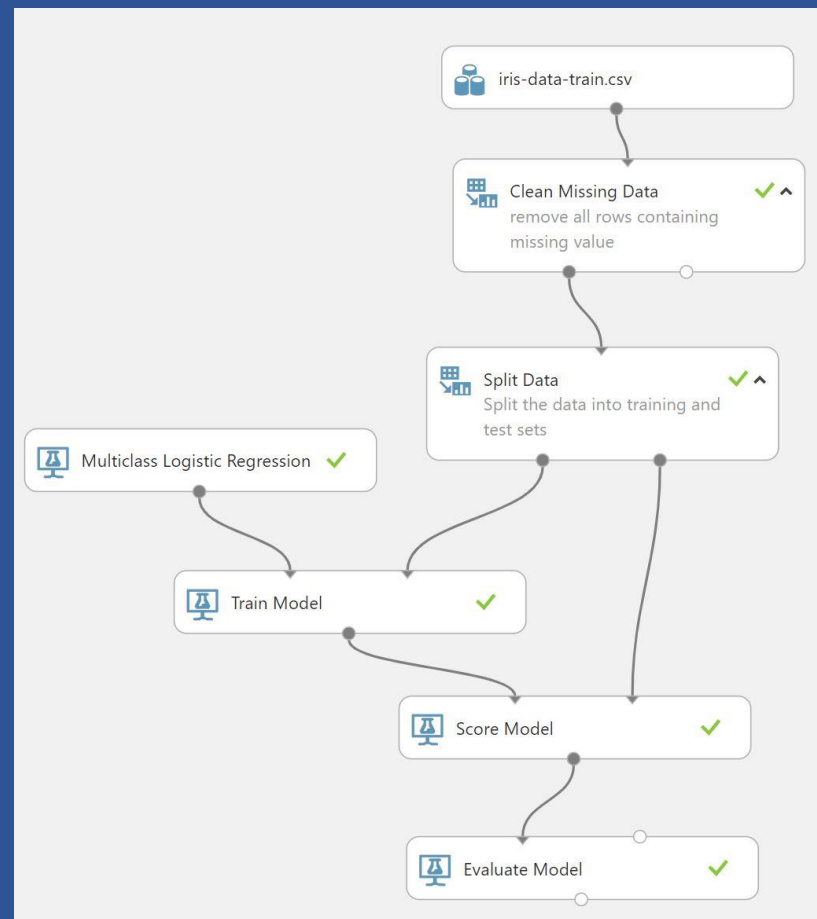 iris-data-train.csv
Clean Missing Data
remove all rows containing
missing value
Split Data
Split the data into training and
test sets
Multiclass Logistic Regression
Train Model
Score Model
Evaluate Model